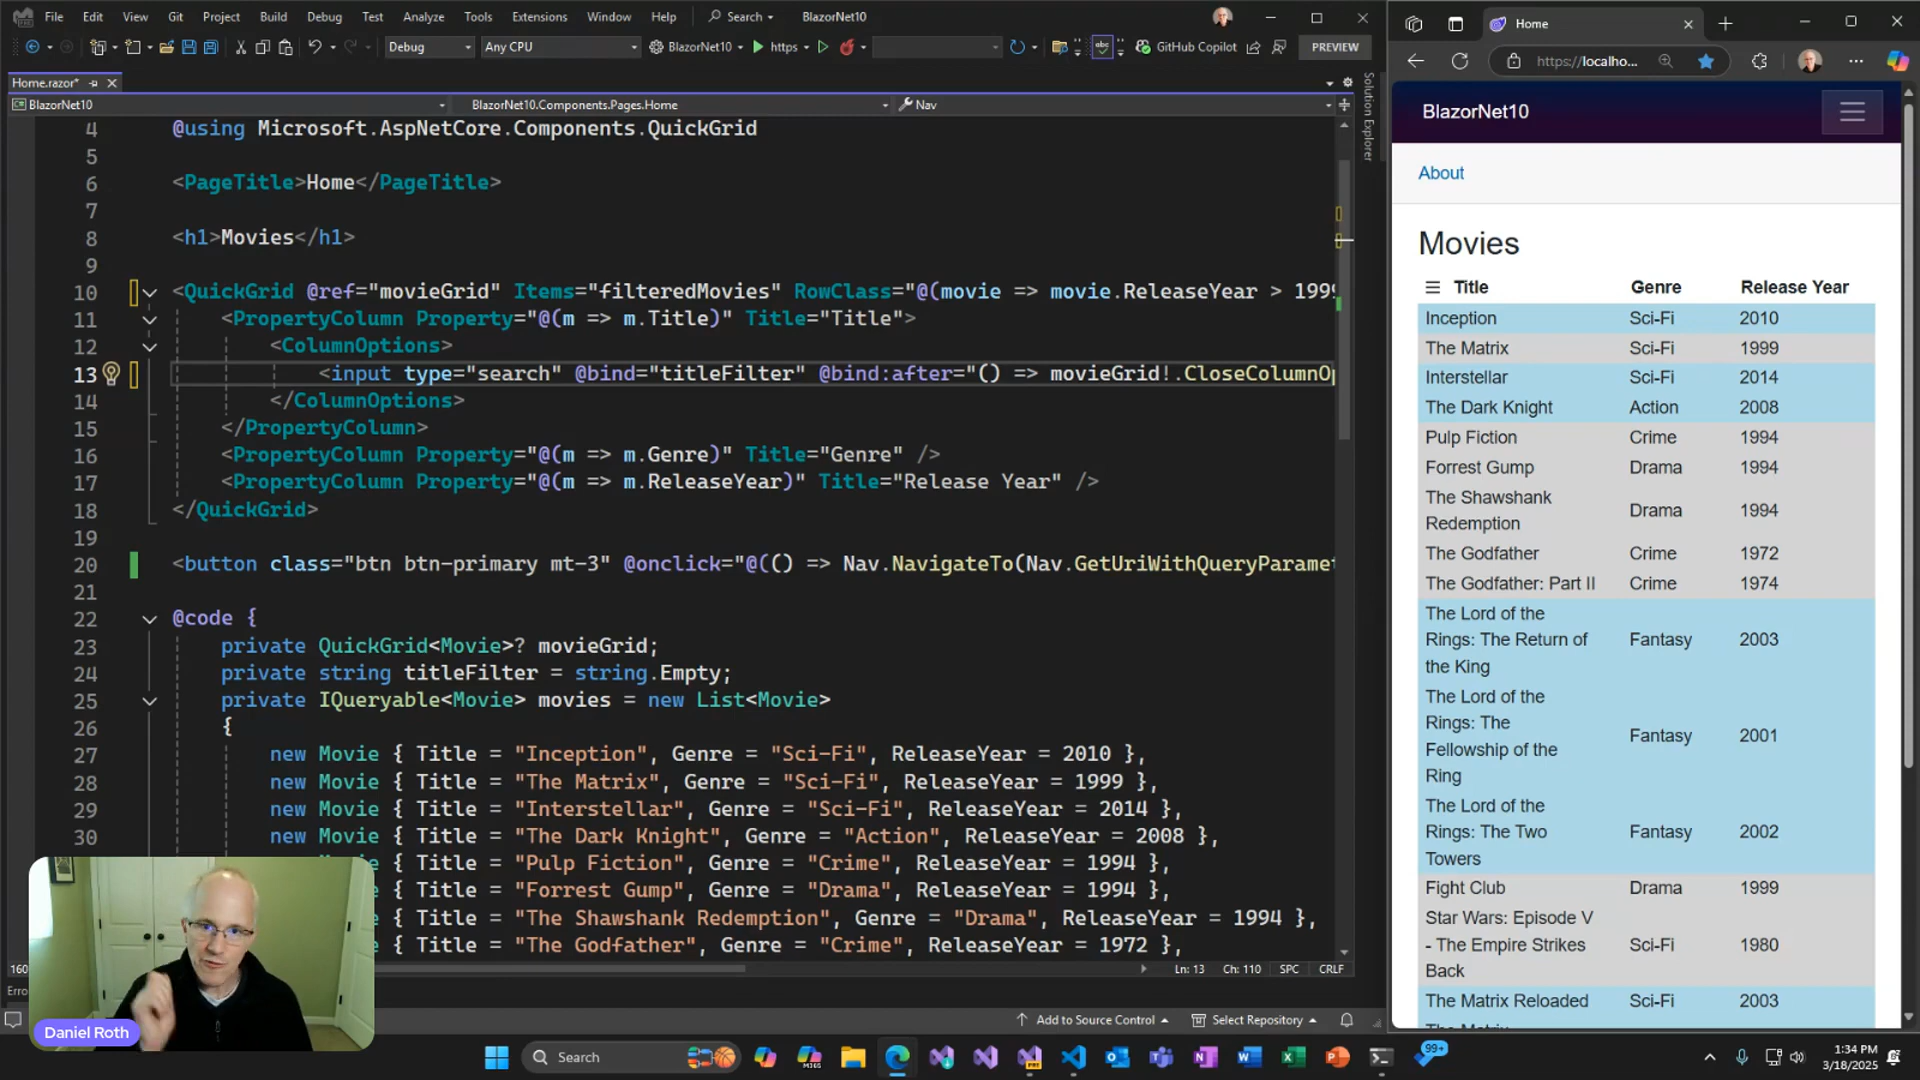 File Edit View Git Project Build Debug Test Analyze Tools Extensions Window Help Search BlazorNet10
Debug Any CPU BlazorNet10 https GitHub Copilot PREVIEW
Home.razor*
BlazorNet10 BlazorNet10.Components.Pages.Home Nav
Solution Explorer
4 @using Microsoft.AspNetCore.Components.QuickGrid
5
6 <PageTitle>Home</PageTitle>
7
8 <h1>Movies</h1>
9
10 <QuickGrid @ref="movieGrid" Items="filteredMovies" RowClass="@(movie => movie.ReleaseYear > 1999
11 <PropertyColumn Property="@(m => m.Title)" Title="Title">
12 <ColumnOptions>
13 <input type="search" @bind="titleFilter" @bind:after="() => movieGrid!.CloseColumnOp
14 </ColumnOptions>
15 </PropertyColumn>
16 <PropertyColumn Property="@(m => m.Genre)" Title="Genre" />
17 <PropertyColumn Property="@(m => m.ReleaseYear)" Title="Release Year" />
18 </QuickGrid>
19
20 <button class="btn btn-primary mt-3" @onclick="@(() => Nav.NavigateTo(Nav.GetUriWithQueryParamet
21
22 @code {
23 private QuickGrid<Movie>? movieGrid;
24 private string titleFilter = string.Empty;
25 private IQueryable<Movie> movies = new List<Movie>
26 {
27 new Movie { Title = "Inception", Genre = "Sci-Fi", ReleaseYear = 2010 },
28 new Movie { Title = "The Matrix", Genre = "Sci-Fi", ReleaseYear = 1999 },
29 new Movie { Title = "Interstellar", Genre = "Sci-Fi", ReleaseYear = 2014 },
30 new Movie { Title = "The Dark Knight", Genre = "Action", ReleaseYear = 2008 },
{ Title = "Pulp Fiction", Genre = "Crime", ReleaseYear = 1994 },
{ Title = "Forrest Gump", Genre = "Drama", ReleaseYear = 1994 },
{ Title = "The Shawshank Redemption", Genre = "Drama", ReleaseYear = 1994 },
{ Title = "The Godfather", Genre = "Crime", ReleaseYear = 1972 },
160 Ln: 13 Ch: 110 SPC CRLF
Erro
Add to Source Control Select Repository
Daniel Roth
Home
https://localho...
BlazorNet10
About
Movies
Title Genre Release Year
Inception Sci-Fi 2010
The Matrix Sci-Fi 1999
Interstellar Sci-Fi 2014
The Dark Knight Action 2008
Pulp Fiction Crime 1994
Forrest Gump Drama 1994
The Shawshank
Redemption Drama 1994
The Godfather Crime 1972
The Godfather: Part II Crime 1974
The Lord of the
Rings: The Return of Fantasy 2003
the King
The Lord of the
Rings: The
Fellowship of the Fantasy 2001
Ring
The Lord of the
Rings: The Two Fantasy 2002
Towers
Fight Club Drama 1999
Star Wars: Episode V
- The Empire Strikes Sci-Fi 1980
Back
The Matrix Reloaded Sci-Fi 2003
The Matrix
Search M365 PRE 99+ 1:34 PM
3/18/2025